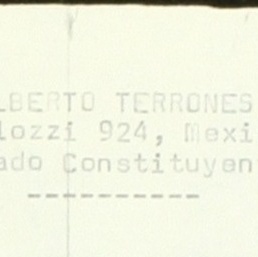 LBERTO TERRONES
lozzi 924, Mexi
ado Constituyen
-----------